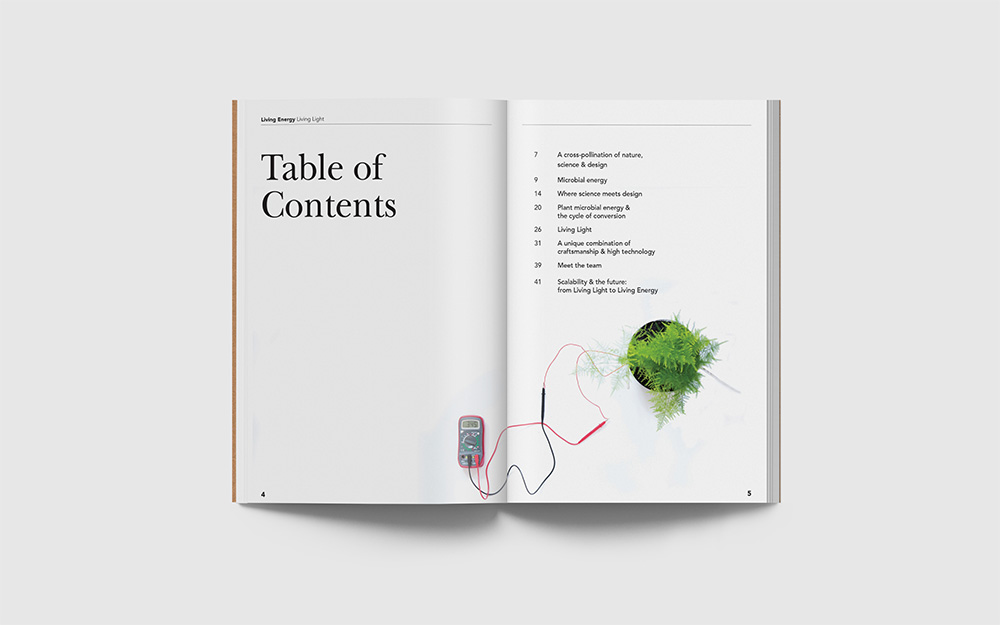 Living Energy Living Light
Table of
Contents
7 A cross-pollination of nature,
science & design
9 Microbial energy
14 Where science meets design
20 Plant microbial energy &
the cycle of conversion
26 Living Light
31 A unique combination of
craftsmanship & high technology
39 Meet the team
41 Scalability & the future:
from Living Light to Living Energy
4
5